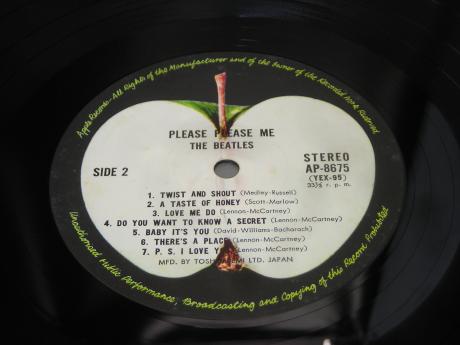 Apple Records · All Rights of the Manufacturer and of the Owner of the Recorded Work Reserved
PLEASE PLEASE ME
THE BEATLES
SIDE 2
STEREO
AP-8675
(YEX-95)
33⅓ r. p. m.
1. TWIST AND SHOUT (Medley-Russell)
2. A TASTE OF HONEY (Scott-Marlow)
3. LOVE ME DO (Lennon-McCartney)
4. DO YOU WANT TO KNOW A SECRET (Lennon-McCartney)
5. BABY IT'S YOU (David-Williams-Bacharach)
6. THERE'S A PLACE (Lennon-McCartney)
7. P. S. I LOVE YOU (Lennon-McCartney)
MFD. BY TOSHIBA EMI LTD. JAPAN
Unauthorized Public Performance, Broadcasting and Copying of this Record Prohibited